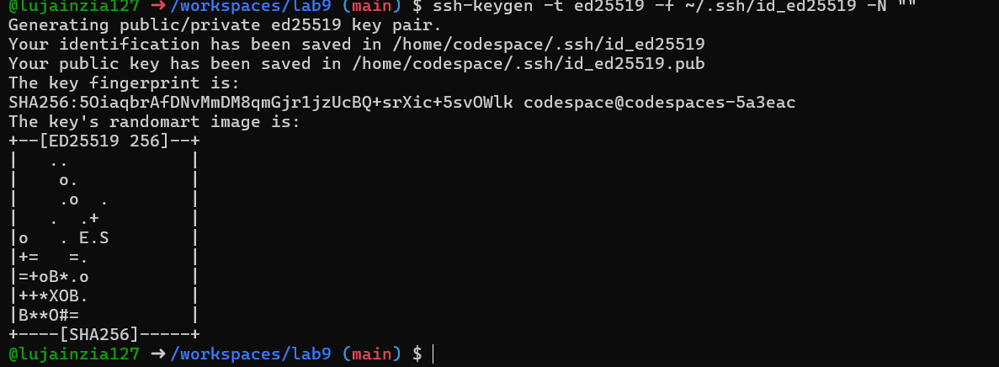 @lujainzia127 ➜ /workspaces/lab9 (main) $ ssh-keygen -t ed25519 -f ~/.ssh/id_ed25519 -N ""
Generating public/private ed25519 key pair.
Your identification has been saved in /home/codespace/.ssh/id_ed25519
Your public key has been saved in /home/codespace/.ssh/id_ed25519.pub
The key fingerprint is:
SHA256:5OiaqbrAfDNvMmDM8qmGjr1jzUcBQ+srXic+5svOWlk codespace@codespaces-5a3eac
The key's randomart image is:
+--[ED25519 256]--+
|    ..           |
|     o.          |
|     .o  .       |
|    .  .+        |
|o   . E.S        |
|+=   =.          |
|=+oB*.o          |
|++*XOB.          |
|B**O#=           |
+----[SHA256]-----+
@lujainzia127 ➜ /workspaces/lab9 (main) $